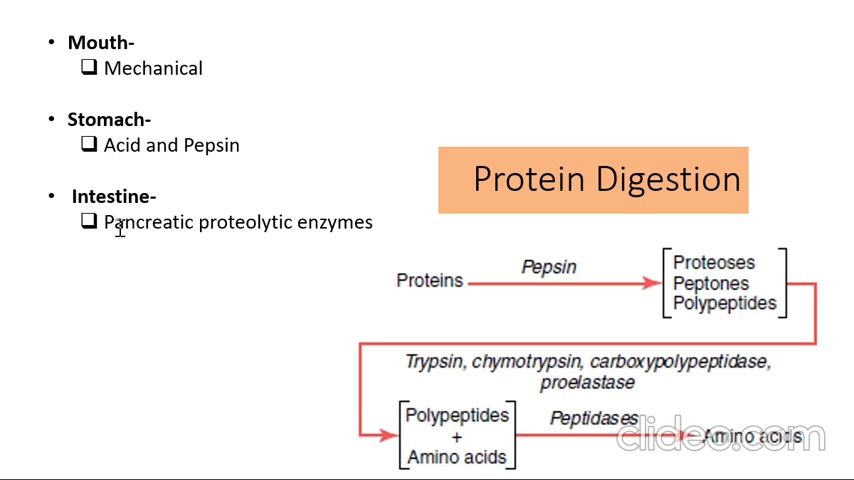 • Mouth-
❑ Mechanical
• Stomach-
❑ Acid and Pepsin
• Intestine-
❑ Pancreatic proteolytic enzymes
Protein Digestion
Proteins
Pepsin
Proteoses
Peptones
Polypeptides
Trypsin, chymotrypsin, carboxypolypeptidase,
proelastase
Polypeptides
+
Amino acids
Peptidases
Amino acids
clideo.com